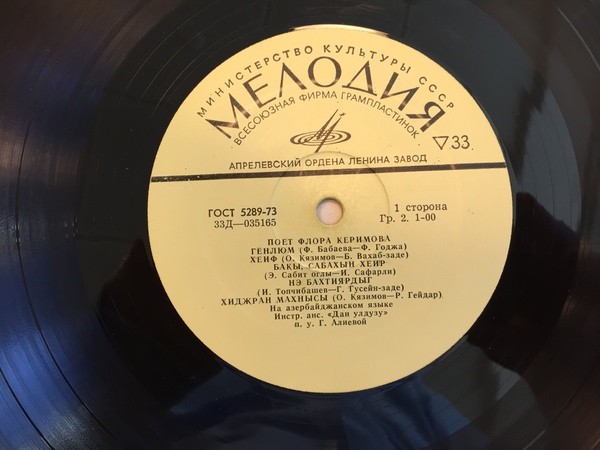 МИНИСТЕРСТВО КУЛЬТУРЫ СССР
МЕЛОДИЯ
ВСЕСОЮЗНАЯ ФИРМА ГРАМПЛАСТИНОК
▽33
АПРЕЛЕВСКИЙ ОРДЕНА ЛЕНИНА ЗАВОД
ГОСТ 5289-73 1 сторона
33Д—035165 Гр. 2. 1-00
ПОЕТ ФЛОРА КЕРИМОВА
ГЕНЛЮМ (Ф. Бабаева—Ф. Годжа)
ХЕИФ (О. Кязимов—Б. Вахаб-заде)
БАКЫ, САБАХЫН ХЕИР
(Э. Сабит оглы—И. Сафарли)
НЭ БАХТИЯРДЫГ
(И. Топчибашев—Г. Гусейн-заде)
ХИДЖРАН МАХНЫСЫ (О. Кязимов—Р. Гейдар)
На азербайджанском языке
Инстр. анс. «Дан улдузу»
п. у. Г. Алиевой